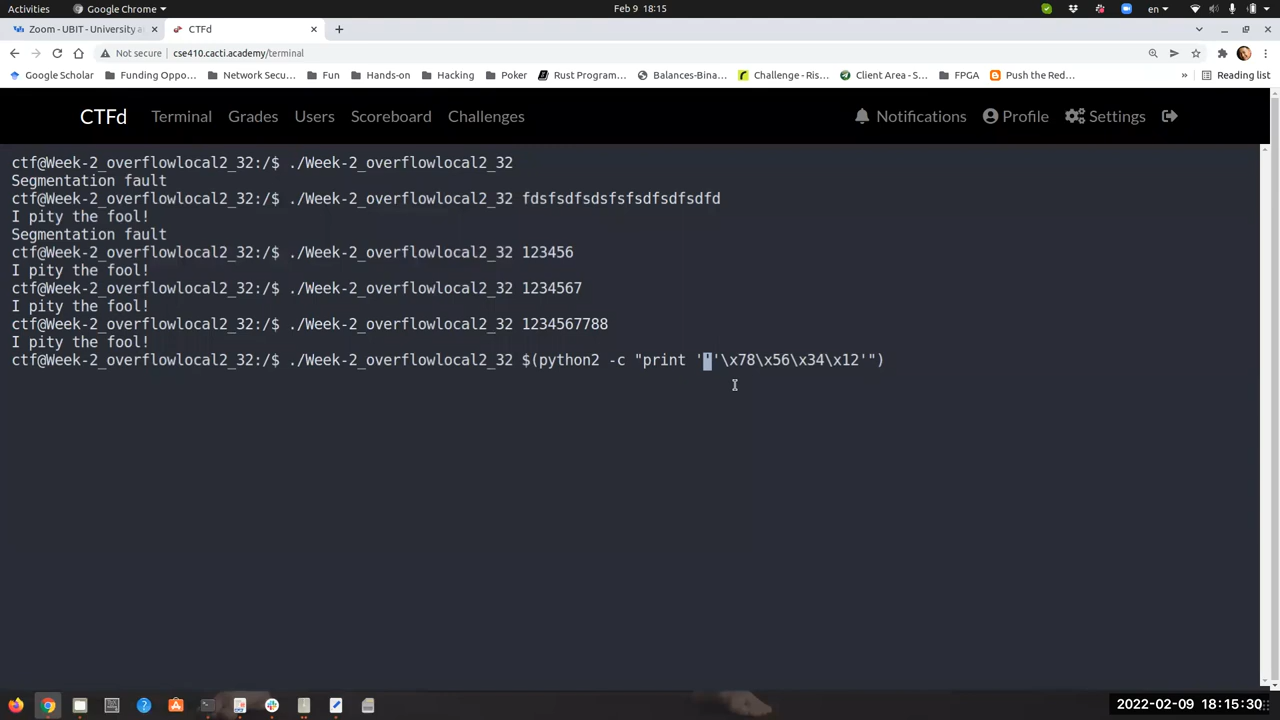 Activities
Google Chrome
Feb 9 18:15
en
Zoom - UBIT - University a
CTFd
Not secure
cse410.cacti.academy/terminal
Google Scholar
Funding Oppo...
Network Secu...
Fun
Hands-on
Hacking
Poker
Rust Program...
Balances-Bina...
Challenge - Ris...
Client Area - S...
FPGA
Push the Red...
»
Reading list
CTFd
Terminal
Grades
Users
Scoreboard
Challenges
Notifications
Profile
Settings
ctf@Week-2_overflowlocal2_32:/$ ./Week-2_overflowlocal2_32
Segmentation fault
ctf@Week-2_overflowlocal2_32:/$ ./Week-2_overflowlocal2_32 fdsfsdfsdsfsfsdfsdfsdfd
I pity the fool!
Segmentation fault
ctf@Week-2_overflowlocal2_32:/$ ./Week-2_overflowlocal2_32 123456
I pity the fool!
ctf@Week-2_overflowlocal2_32:/$ ./Week-2_overflowlocal2_32 1234567
I pity the fool!
ctf@Week-2_overflowlocal2_32:/$ ./Week-2_overflowlocal2_32 1234567788
I pity the fool!
ctf@Week-2_overflowlocal2_32:/$ ./Week-2_overflowlocal2_32 $(python2 -c "print '''\x78\x56\x34\x12'")
2022-02-09 18:15:30